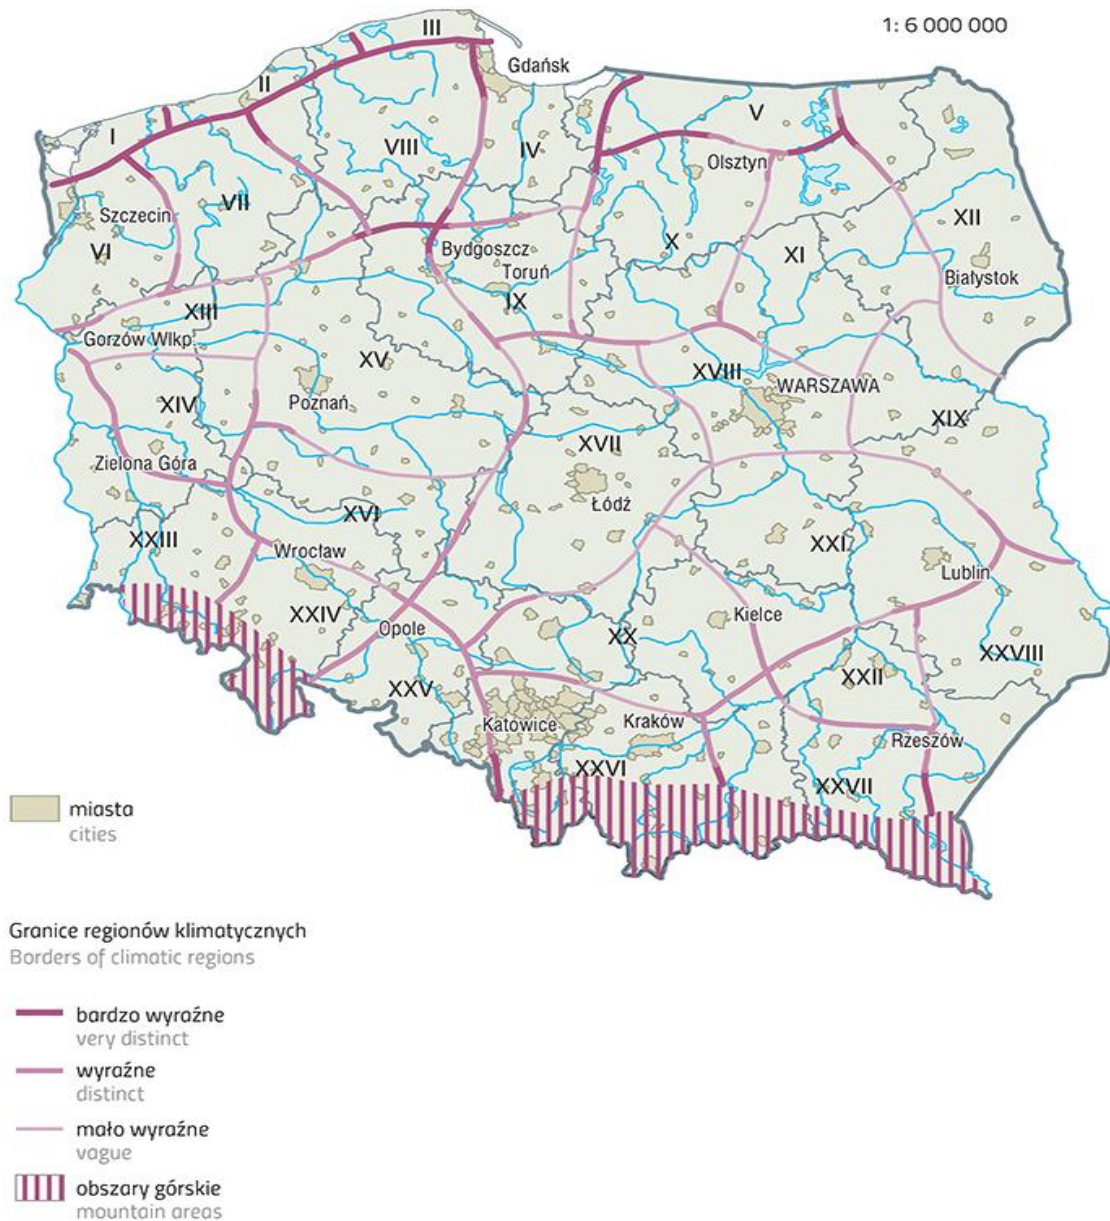 1: 6 000 000
III
Gdańsk
II
V
I
VIII
IV
Olsztyn
VII
Szczecin
XII
VI
Bydgoszcz
X
XI
Toruń
Białystok
IX
XIII
Gorzów Wlkp.
XV
XVIII
WARSZAWA
XIV
Poznań
XIX
XVII
Zielona Góra
Łódź
XVI
XXIII
Wrocław
XXI
Lublin
XXIV
Kielce
Opole
XX
XXVIII
XXII
XXV
Katowice
Kraków
Rzeszów
XXVI
XXVII
miasta
cities
Granice regionów klimatycznych
Borders of climatic regions
bardzo wyraźne
very distinct
wyraźne
distinct
mało wyraźne
vague
obszary górskie
mountain areas